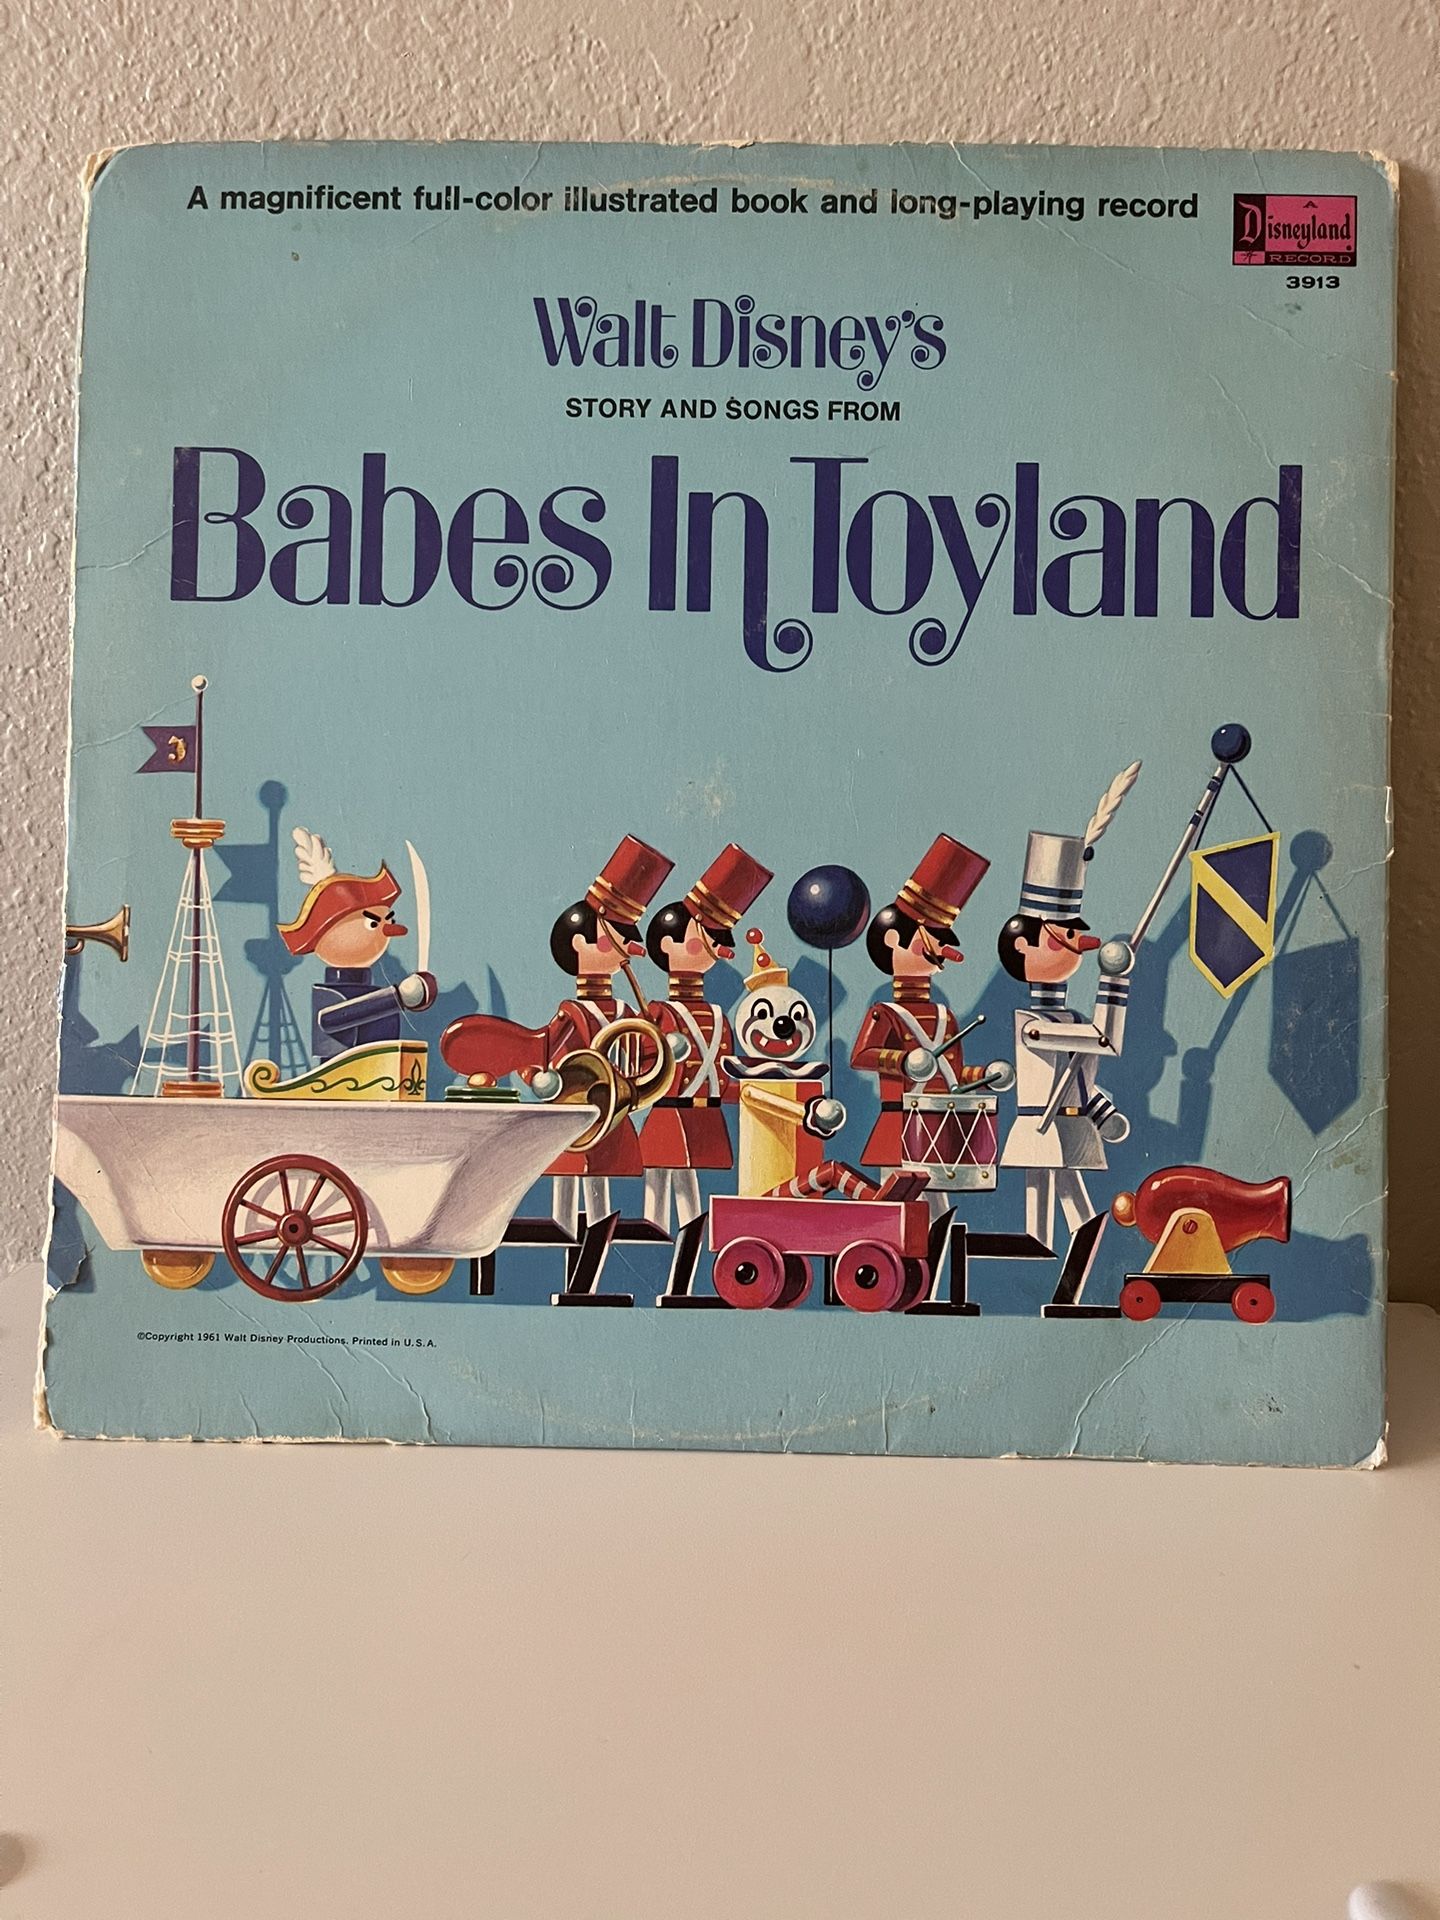 A magnificent full-color illustrated book and long-playing record
A
Disneyland
RECORD
3913
Walt Disney's
STORY AND SONGS FROM
Babes In Toyland
©Copyright 1961 Walt Disney Productions. Printed in U.S.A.